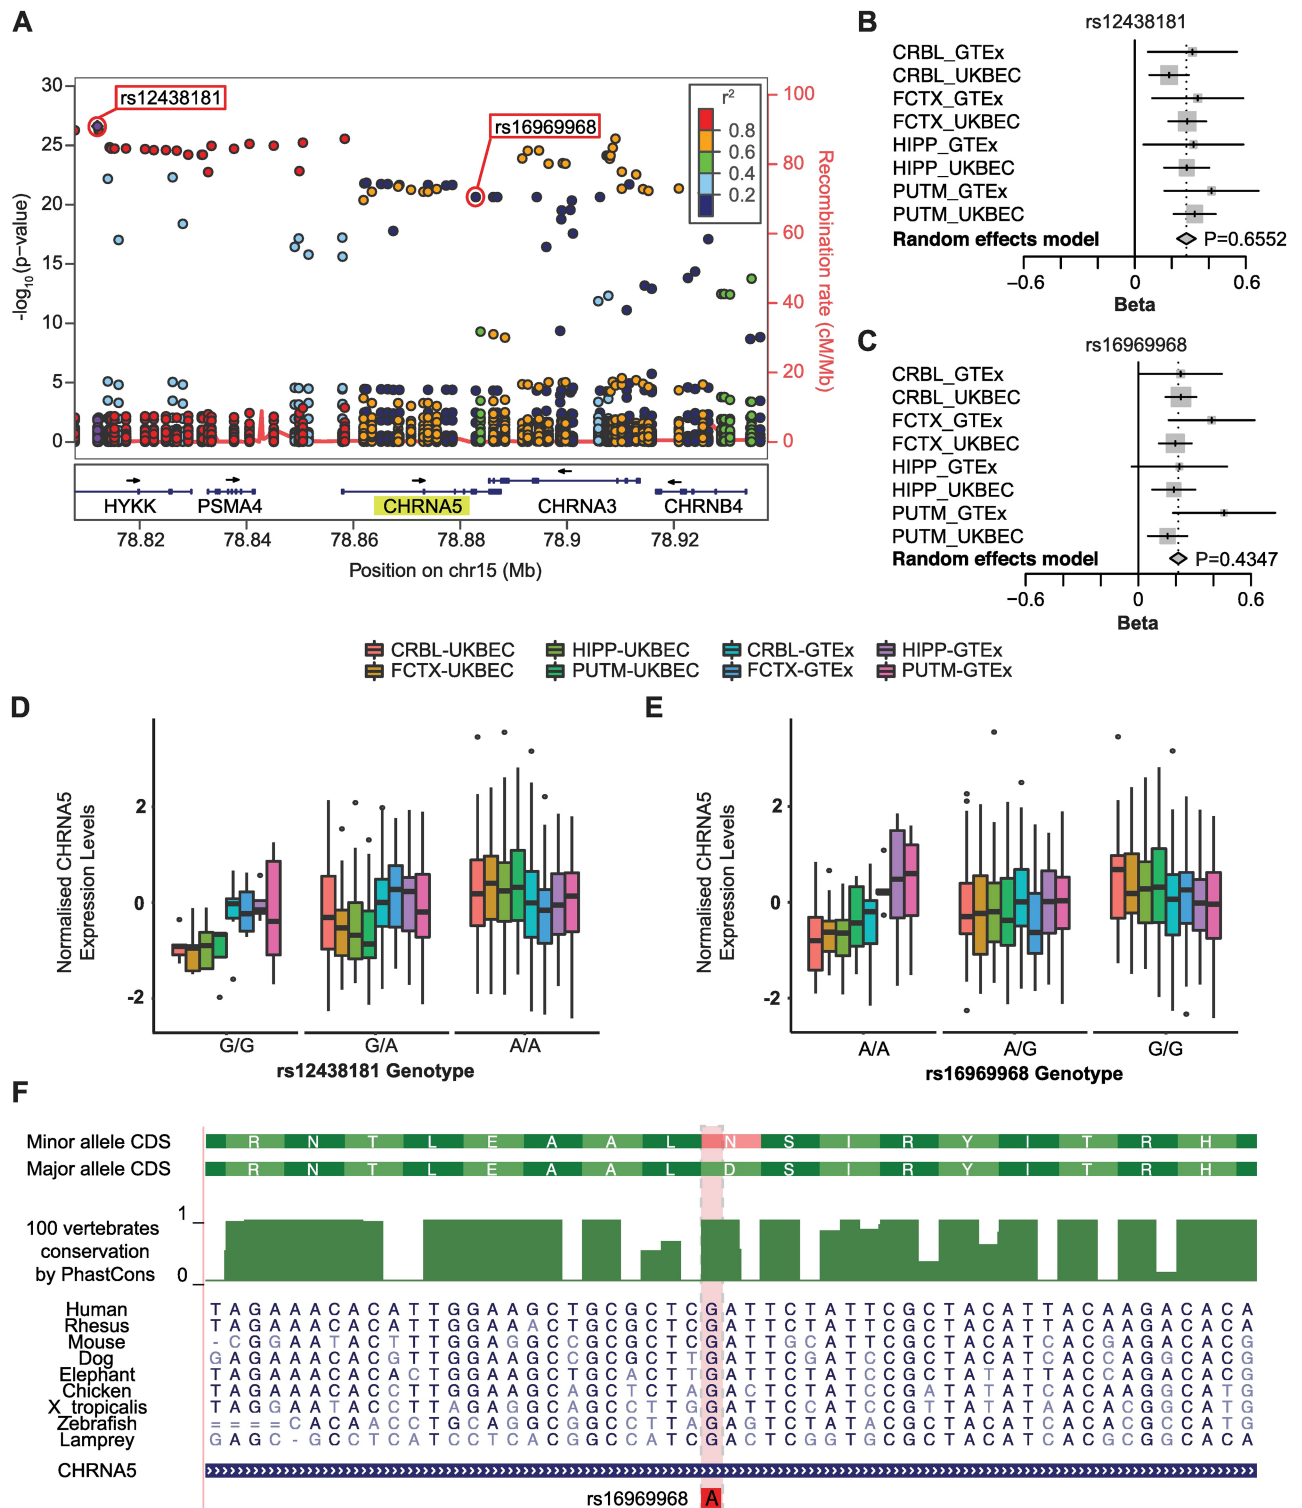 A
rs12438181
rs16969968
r²
0.8
0.6
0.4
0.2
30
25
20
15
10
5
0
-log10(p−value)
100
80
60
40
20
0
Recombination rate (cM/Mb)
HYKK
PSMA4
CHRNA5
CHRNA3
CHRNB4
78.82
78.84
78.86
78.88
78.9
78.92
Position on chr15 (Mb)
B
rs12438181
CRBL_GTEx
CRBL_UKBEC
FCTX_GTEx
FCTX_UKBEC
HIPP_GTEx
HIPP_UKBEC
PUTM_GTEx
PUTM_UKBEC
Random effects model
P=0.6552
−0.6
0
0.6
Beta
C
rs16969968
CRBL_GTEx
CRBL_UKBEC
FCTX_GTEx
FCTX_UKBEC
HIPP_GTEx
HIPP_UKBEC
PUTM_GTEx
PUTM_UKBEC
Random effects model
P=0.4347
−0.6
0
0.6
Beta
CRBL-UKBEC
HIPP-UKBEC
CRBL-GTEx
HIPP-GTEx
FCTX-UKBEC
PUTM-UKBEC
FCTX-GTEx
PUTM-GTEx
D
Normalised CHRNA5
Expression Levels
2
0
-2
G/G
G/A
A/A
rs12438181 Genotype
E
Normalised CHRNA5
Expression Levels
2
0
-2
A/A
A/G
G/G
rs16969968 Genotype
F
Minor allele CDS
R N T L E A A L N S I R Y I T R H
Major allele CDS
R N T L E A A L D S I R Y I T R H
100 vertebrates
conservation
by PhastCons
1
0
Human T A G A A A C A C A T T G G A A G C T G C G C T C G A T T C T A T T C G C T A C A T T A C A A G A C A C A
Rhesus T A G A A A C A C A T T G G A A A C T G C G C T C G A T T C T A T T C G C T A C A T T A C A A G A C A C A
Mouse - C G G A A T A C T T T G G A G G C C G C G C T C G A T T G C A T T C G C T A C A T C A C G A G A C A C G
Dog G A G A A A C A C G T T G G A A G C C G C G C T T G A T T C G A T C C G C T A C A T C A C C A G G C A C G
Elephant T A G A A A C A C A C T G G A A G C T G C A C T T G A T T C T A T C C G C T A T A T T A C A A G G C A C G
Chicken T A G A A A C A C C T T G G A A G C A G C T C T A G A C T C T A T C C G A T A T A T C A C A A G G C A T G
X_tropicalis T A G G A A T A C C T T A G A G G C A G C C T T G G A T T C C A T C C G T T A T A T C A A C A C A C A T G
Zebrafish = = = = C A C A A C C T G C A G G C G G C C T T A G A G T C T A T A C G C T A C A T C A C A C G C C A T G
Lamprey G A G C - G C C T C A T C C T C A C G G C C A T C G A C T C G G T G C G C T A C A T C A C G C G G C A C A
CHRNA5
rs16969968 A